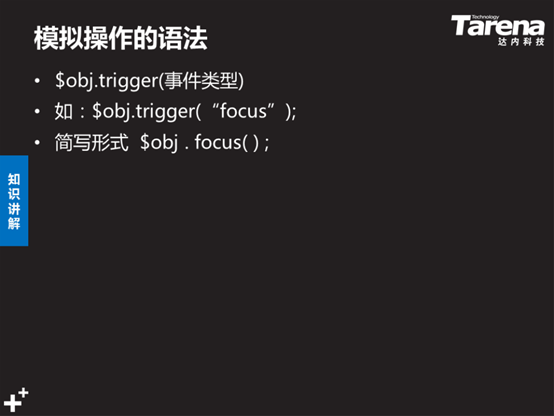 模拟操作的语法
Technology
Tarena
达内科技
• $obj.trigger(事件类型)
• 如：$obj.trigger(“focus”);
• 简写形式 $obj . focus( ) ;
知识讲解